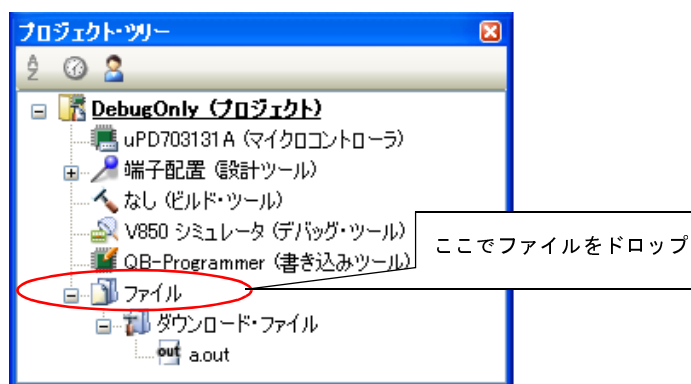 プロジェクト・ツリー
DebugOnly (プロジェクト)
uPD703131A (マイクロコントローラ)
端子配置 (設計ツール)
なし (ビルド・ツール)
V850 シミュレータ (デバッグ・ツール)
ここでファイルをドロップ
QB-Programmer (書き込みツール)
ファイル
ダウンロード・ファイル
out a.out